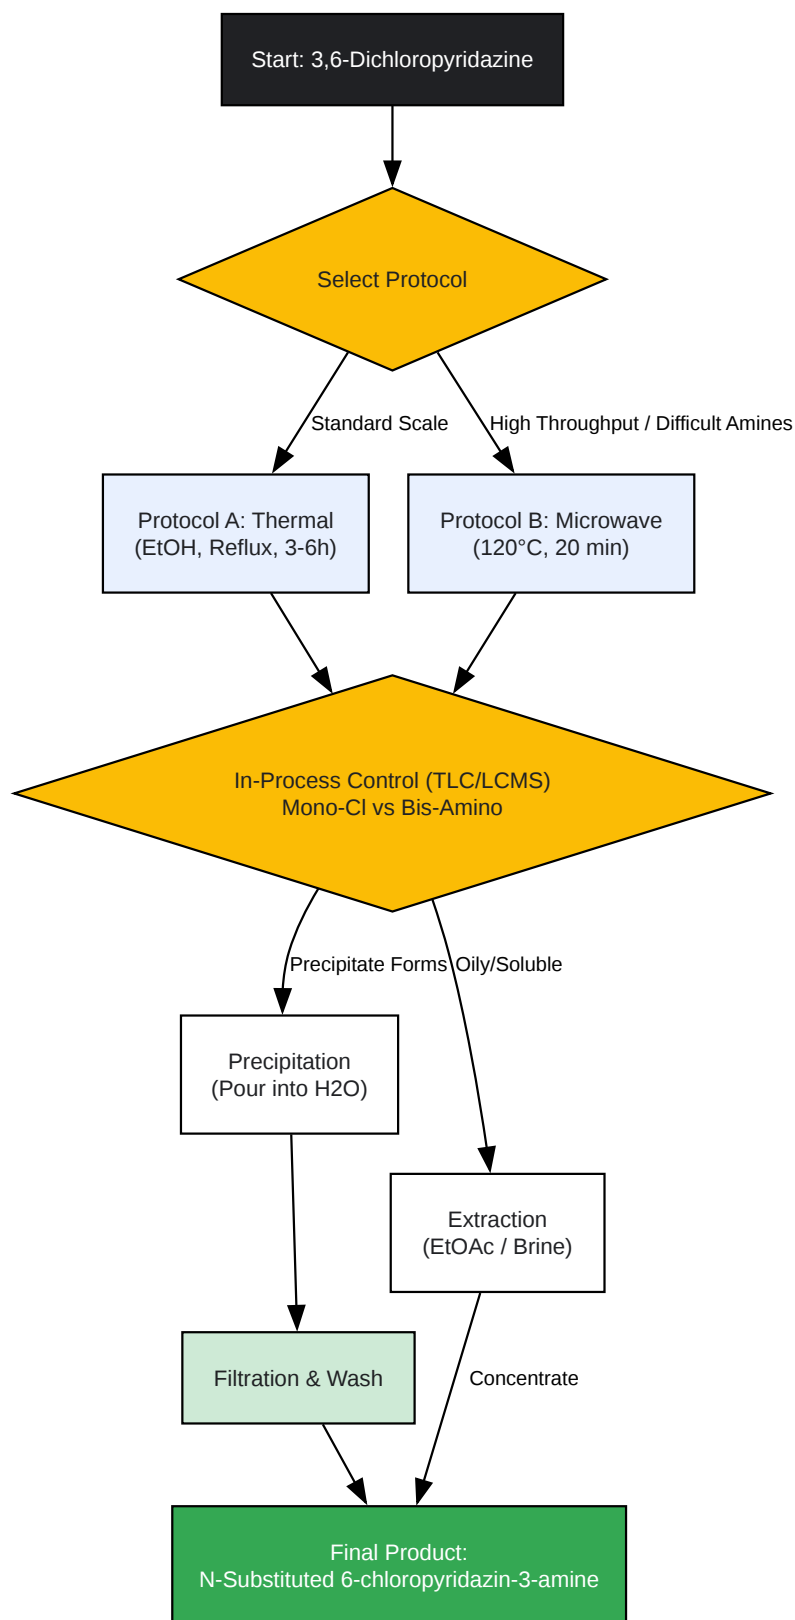 Start: 3,6-Dichloropyridazine
Select Protocol
Standard Scale
High Throughput / Difficult Amines
Protocol A: Thermal
(EtOH, Reflux, 3-6h)
Protocol B: Microwave
(120°C, 20 min)
In-Process Control (TLC/LCMS)
Mono-Cl vs Bis-Amino
Precipitate Forms
Oily/Soluble
Precipitation
(Pour into H2O)
Extraction
(EtOAc / Brine)
Filtration & Wash
Concentrate
Final Product:
N-Substituted 6-chloropyridazin-3-amine